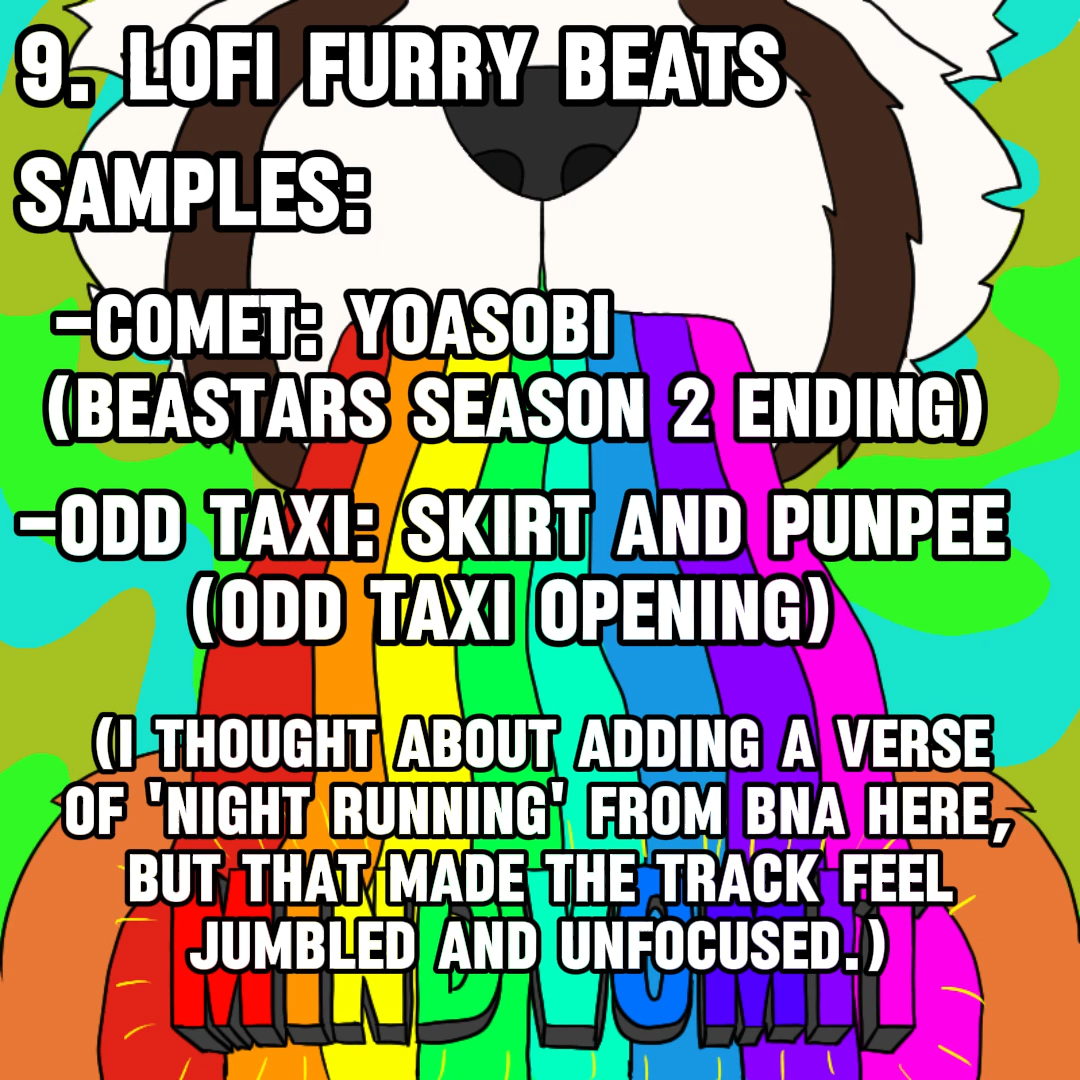 9. LOFI FURRY BEATS
SAMPLES:
-COMET: YOASOBI
(BEASTARS SEASON 2 ENDING)
-ODD TAXI: SKIRT AND PUNPEE
(ODD TAXI OPENING)
(I THOUGHT ABOUT ADDING A VERSE
OF 'NIGHT RUNNING' FROM BNA HERE,
BUT THAT MADE THE TRACK FEEL
JUMBLED AND UNFOCUSED.)
MIND VOMIT